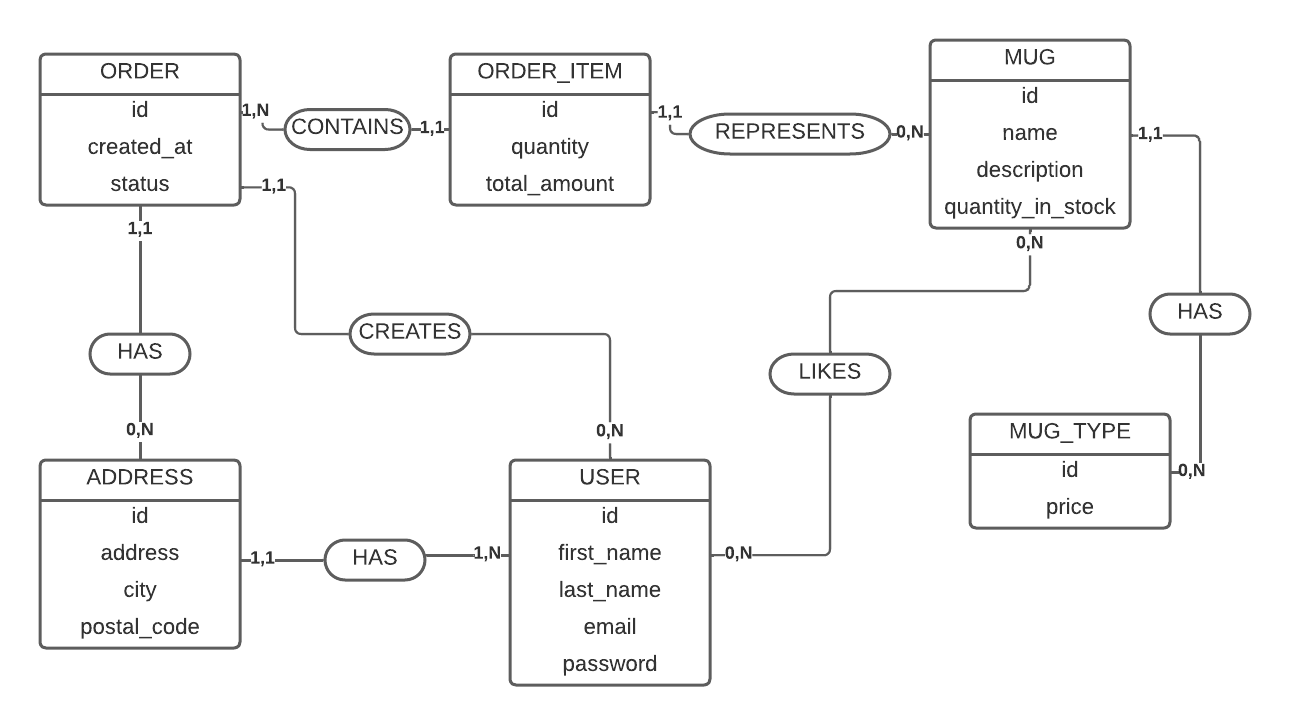 ORDER
id
created_at
status
1,N
CONTAINS
1,1
ORDER_ITEM
id
quantity
total_amount
1,1
REPRESENTS
0,N
MUG
id
name
description
quantity_in_stock
1,1
1,1
1,1
0,N
HAS
CREATES
HAS
LIKES
0,N
0,N
MUG_TYPE
id
price
0,N
ADDRESS
id
address
city
postal_code
1,1
HAS
1,N
USER
id
first_name
last_name
email
password
0,N